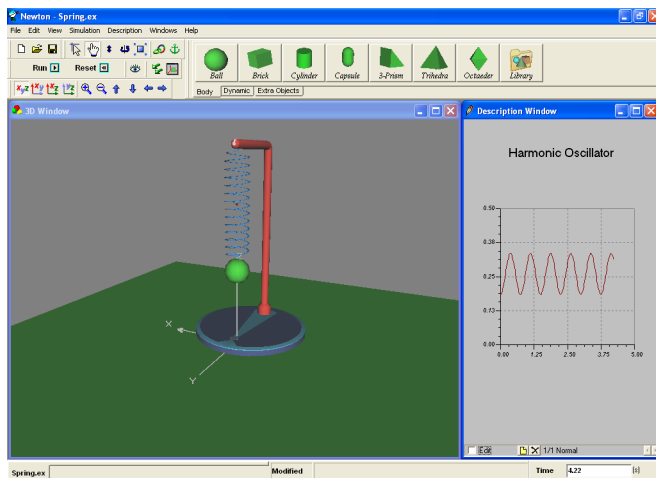 Newton - Spring.ex
File Edit View Simulation Description Windows Help
Run Reset
Ball Brick Cylinder Capsule 3-Prism Trihedra Octaeder Library
Body Dynamic Extra Objects
3D Window
Description Window
Harmonic Oscillator
0.50
0.38
0.25
0.13
0.00
0.00 1.25 2.50 3.75 5.00
X
Y
Edit 1/1 Normal
Spring.ex Modified Time 4.22 (s)